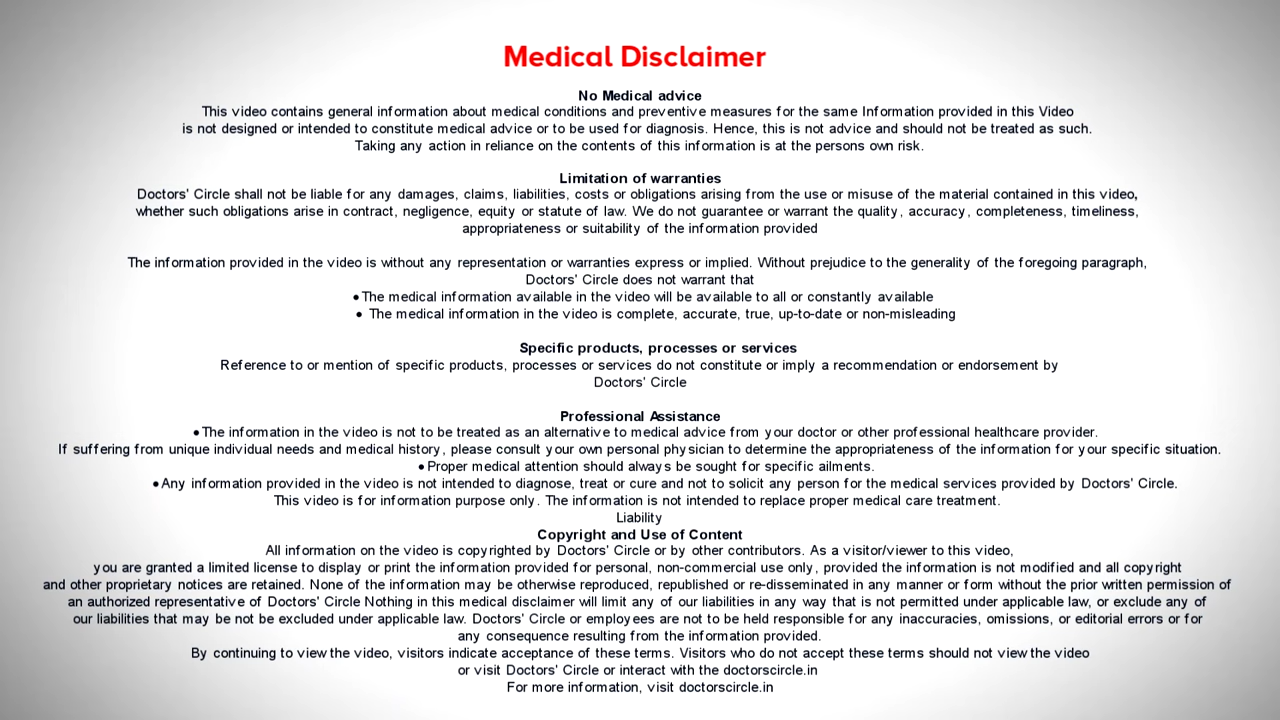 Medical Disclaimer
No Medical advice
This video contains general information about medical conditions and preventive measures for the same Information provided in this Video
is not designed or intended to constitute medical advice or to be used for diagnosis. Hence, this is not advice and should not be treated as such.
Taking any action in reliance on the contents of this information is at the persons own risk.
Limitation of warranties
Doctors' Circle shall not be liable for any damages, claims, liabilities, costs or obligations arising from the use or misuse of the material contained in this video,
whether such obligations arise in contract, negligence, equity or statute of law. We do not guarantee or warrant the quality, accuracy, completeness, timeliness,
appropriateness or suitability of the information provided
The information provided in the video is without any representation or warranties express or implied. Without prejudice to the generality of the foregoing paragraph,
Doctors' Circle does not warrant that
•The medical information available in the video will be available to all or constantly available
• The medical information in the video is complete, accurate, true, up-to-date or non-misleading
Specific products, processes or services
Reference to or mention of specific products, processes or services do not constitute or imply a recommendation or endorsement by
Doctors' Circle
Professional Assistance
•The information in the video is not to be treated as an alternative to medical advice from your doctor or other professional healthcare provider.
If suffering from unique individual needs and medical history, please consult your own personal physician to determine the appropriateness of the information for your specific situation.
•Proper medical attention should always be sought for specific ailments.
•Any information provided in the video is not intended to diagnose, treat or cure and not to solicit any person for the medical services provided by Doctors' Circle.
This video is for information purpose only. The information is not intended to replace proper medical care treatment.
Liability
Copyright and Use of Content
All information on the video is copyrighted by Doctors' Circle or by other contributors. As a visitor/viewer to this video,
you are granted a limited license to display or print the information provided for personal, non-commercial use only, provided the information is not modified and all copyright
and other proprietary notices are retained. None of the information may be otherwise reproduced, republished or re-disseminated in any manner or form without the prior written permission of
an authorized representative of Doctors' Circle Nothing in this medical disclaimer will limit any of our liabilities in any way that is not permitted under applicable law, or exclude any of
our liabilities that may be not be excluded under applicable law. Doctors' Circle or employees are not to be held responsible for any inaccuracies, omissions, or editorial errors or for
any consequence resulting from the information provided.
By continuing to view the video, visitors indicate acceptance of these terms. Visitors who do not accept these terms should not view the video
or visit Doctors' Circle or interact with the doctorscircle.in
For more information, visit doctorscircle.in